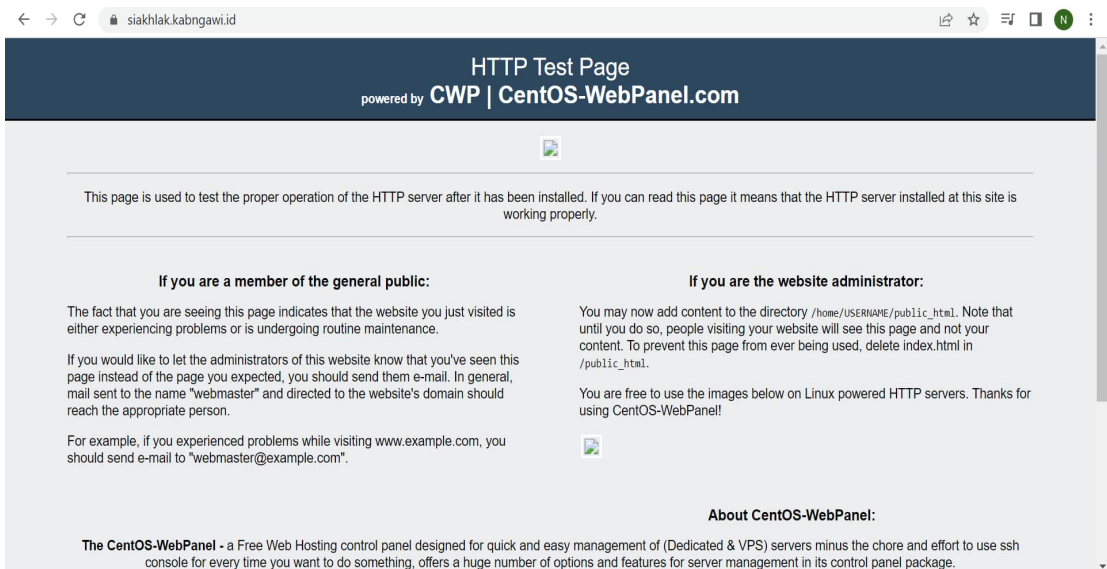 siakhlak.kabngawi.id
N
HTTP Test Page
powered by CWP | CentOS-WebPanel.com
This page is used to test the proper operation of the HTTP server after it has been installed. If you can read this page it means that the HTTP server installed at this site is
working properly.
If you are a member of the general public:
The fact that you are seeing this page indicates that the website you just visited is
either experiencing problems or is undergoing routine maintenance.
If you would like to let the administrators of this website know that you've seen this
page instead of the page you expected, you should send them e-mail. In general,
mail sent to the name "webmaster" and directed to the website's domain should
reach the appropriate person.
For example, if you experienced problems while visiting www.example.com, you
should send e-mail to "webmaster@example.com".
If you are the website administrator:
You may now add content to the directory /home/USERNAME/public_html. Note that
until you do so, people visiting your website will see this page and not your
content. To prevent this page from ever being used, delete index.html in
/public_html.
You are free to use the images below on Linux powered HTTP servers. Thanks for
using CentOS-WebPanel!
About CentOS-WebPanel:
The CentOS-WebPanel - a Free Web Hosting control panel designed for quick and easy management of (Dedicated & VPS) servers minus the chore and effort to use ssh
console for every time you want to do something, offers a huge number of options and features for server management in its control panel package.